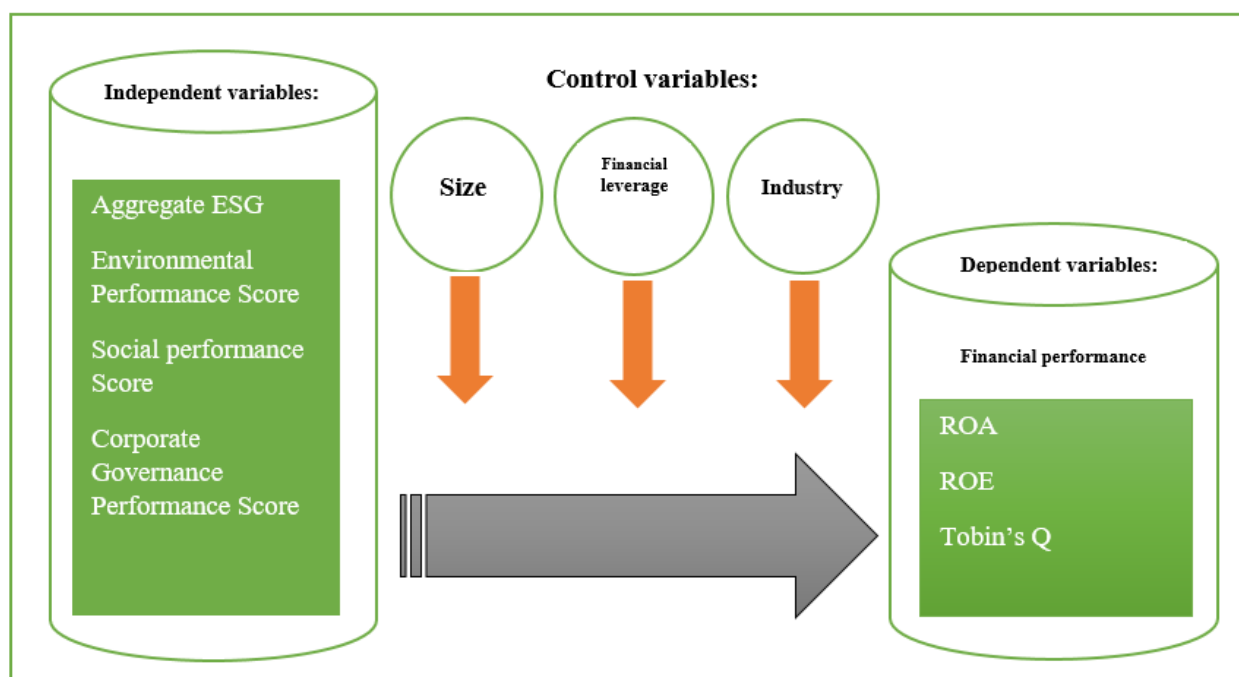 Independent variables:
Aggregate ESG
Environmental
Performance Score
Social performance
Score
Corporate
Governance
Performance Score
Control variables:
Size
Financial
leverage
Industry
Dependent variables:
Financial performance
ROA
ROE
Tobin’s Q